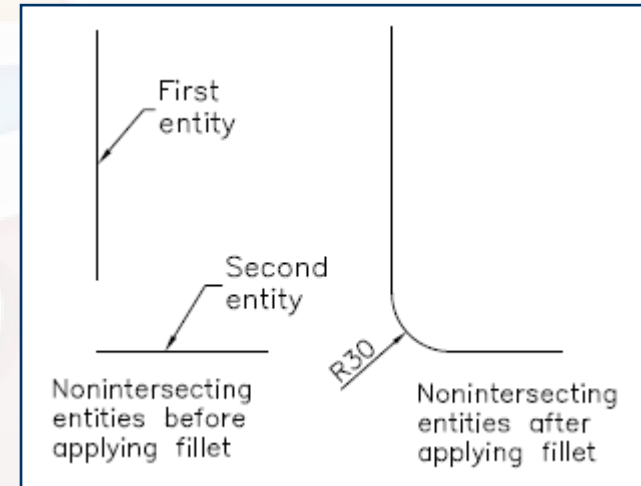 First
entity
Second
entity
R30
Nonintersecting
entities before
applying fillet
Nonintersecting
entities after
applying fillet